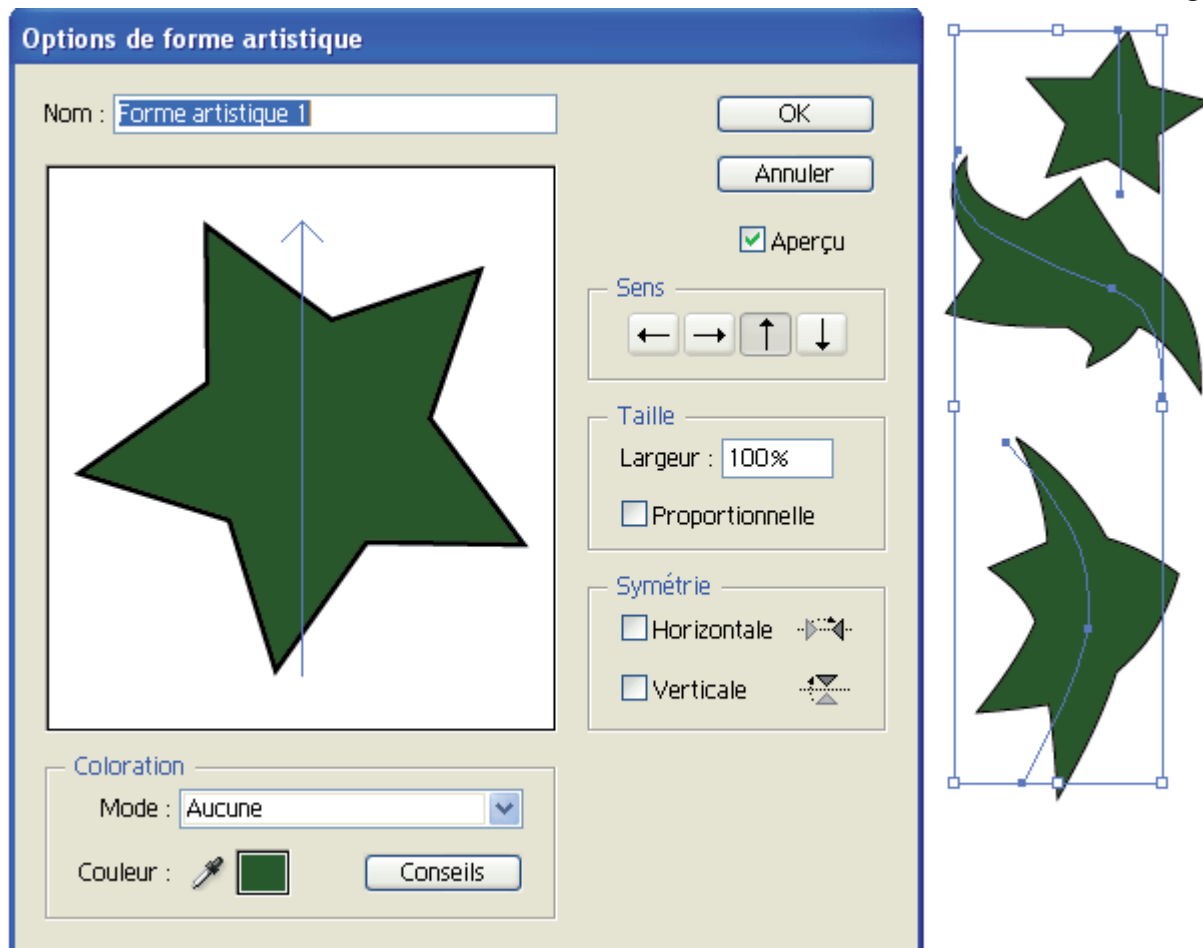 Options de forme artistique
Nom : Forme artistique 1
OK
Annuler
Aperçu
Sens
Taille
Largeur : 100%
Proportionnelle
Symétrie
Horizontale
Verticale
Coloration
Mode : Aucune
Couleur :
Conseils